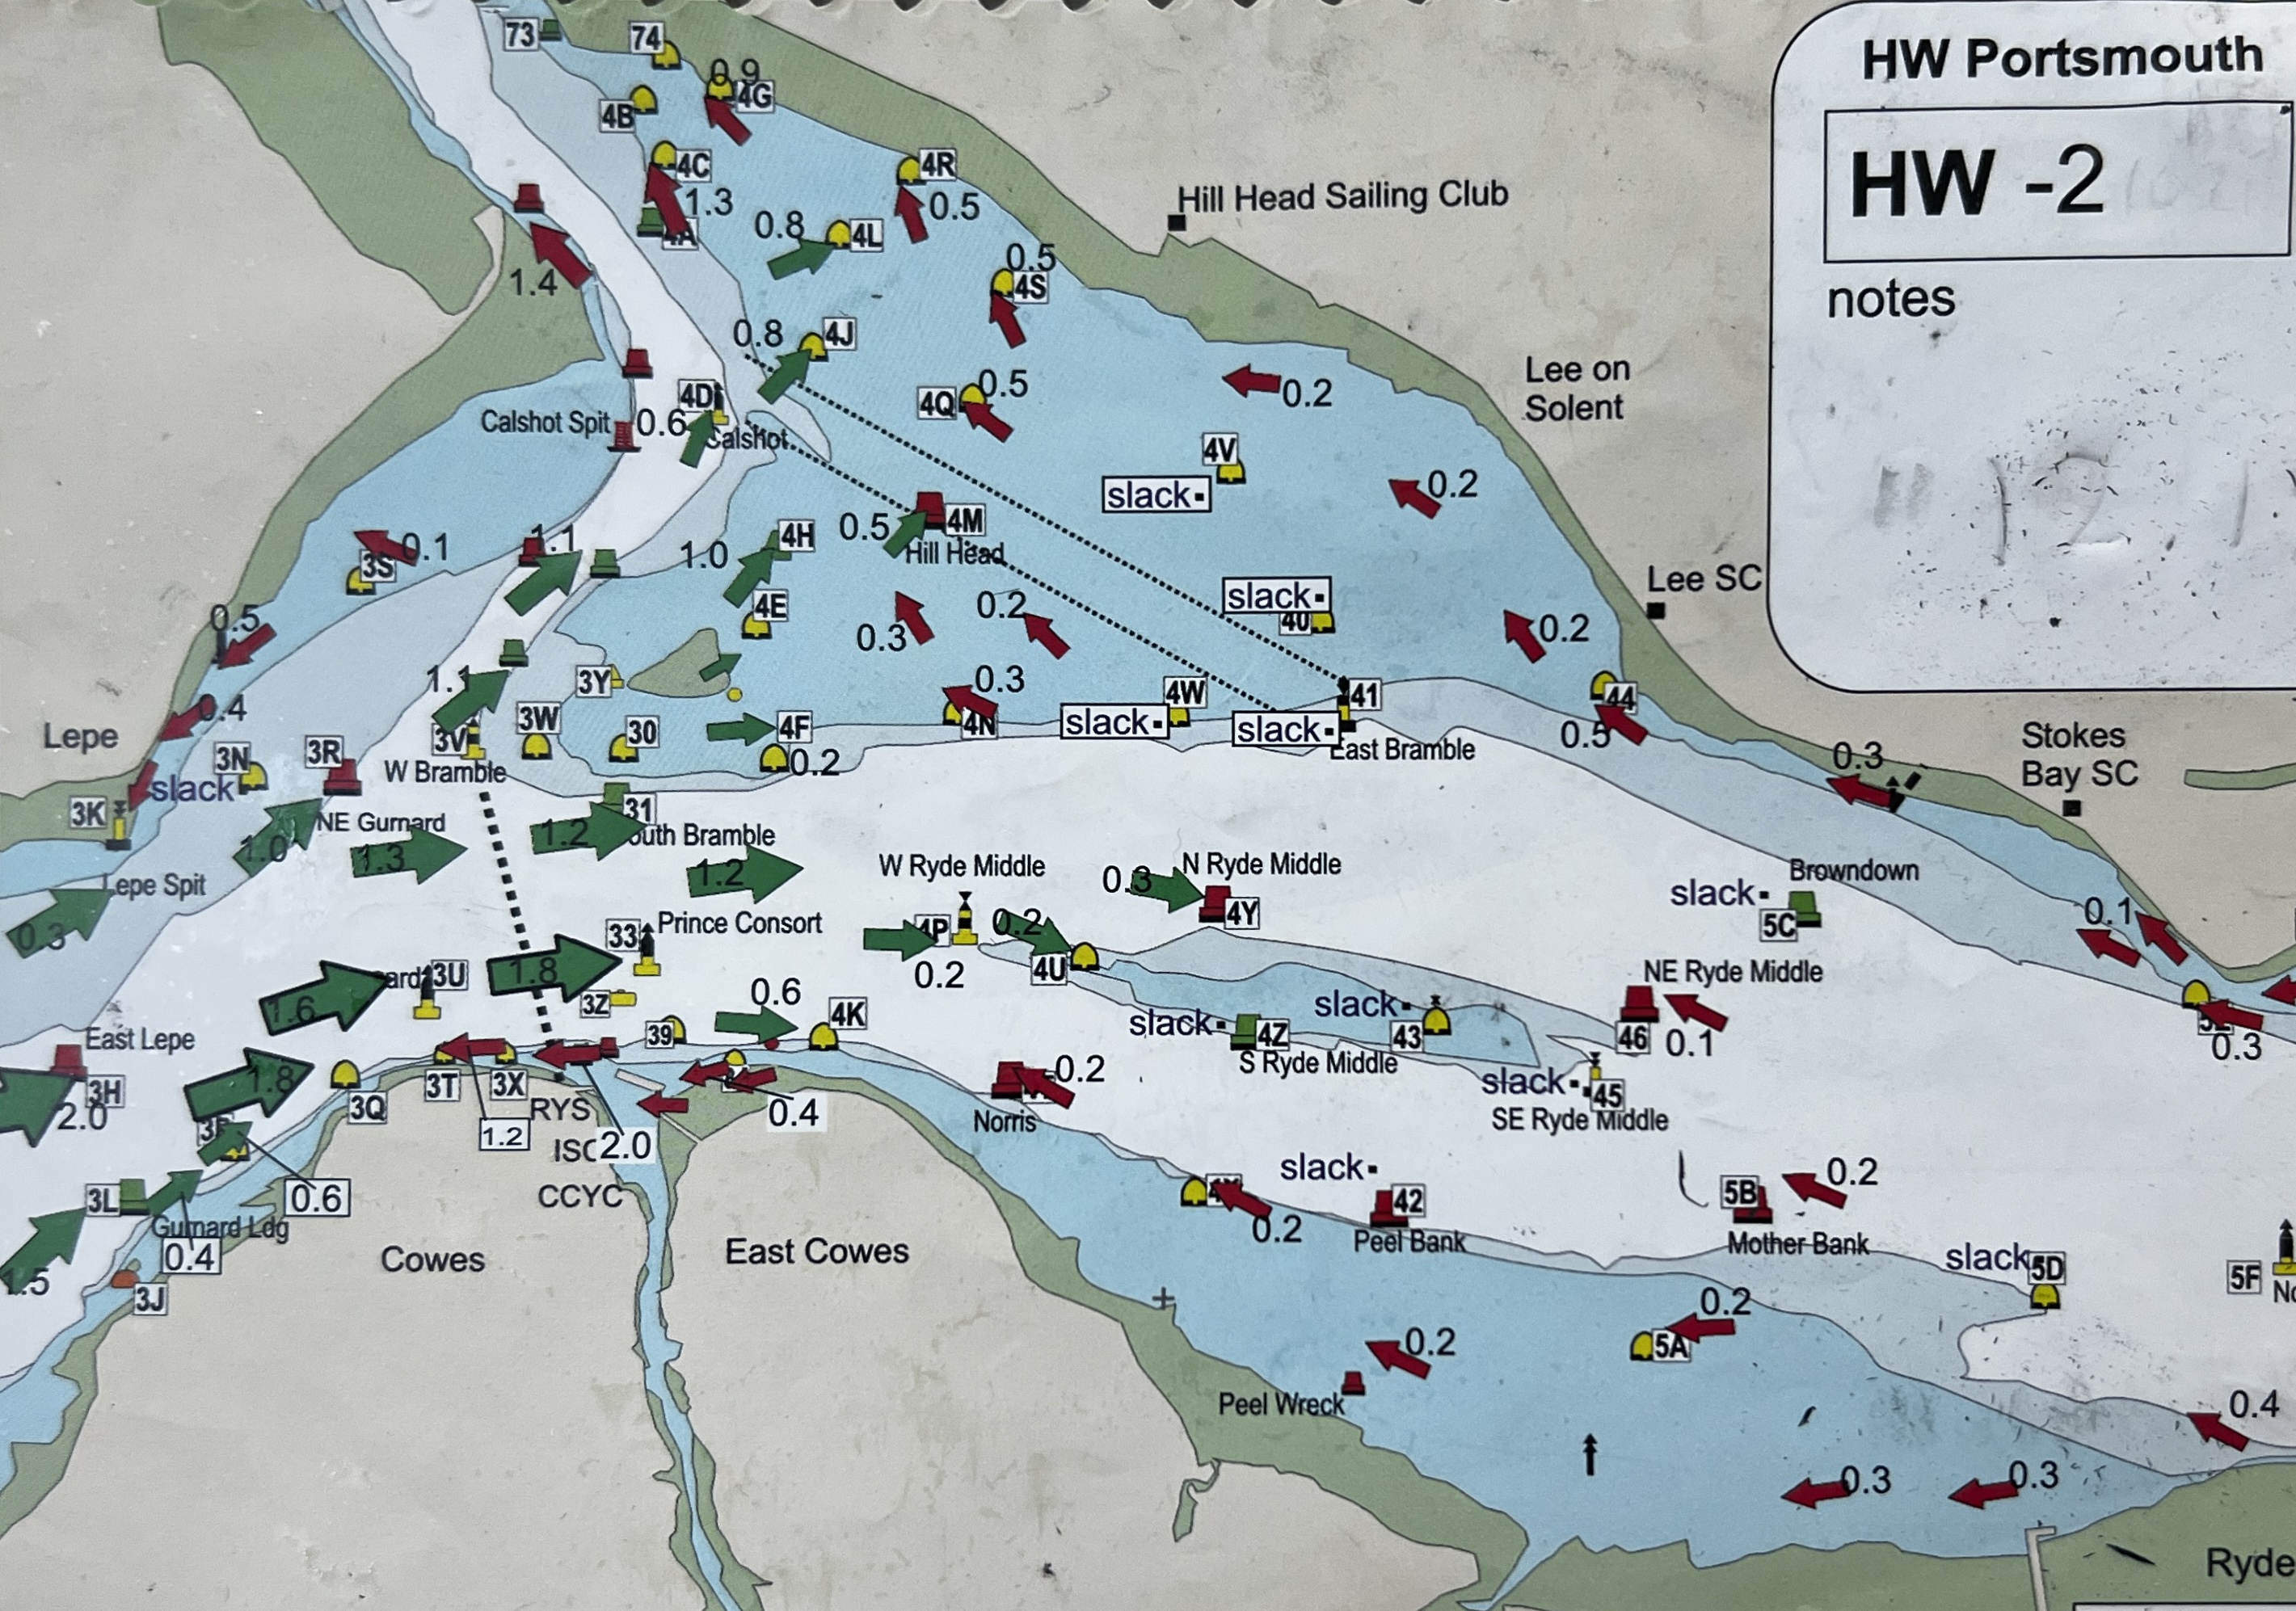 HW Portsmouth
HW -2
notes
73
74
0.9
4G
4B
4C
1.3
4A
4R
0.5
Hill Head Sailing Club
0.8
4L
1.4
0.5
4S
0.8
4J
Lee on
Solent
4D
0.6
Calshot Spit
Calshot
4Q
0.5
0.2
4V
slack
0.2
0.5
4M
Hill Head
4H
1.0
1.1
0.1
3S
4E
Lee SC
slack
4U
0.5
0.3
0.2
0.2
1.1
3Y
0.3
4N
4W
slack
slack
41
East Bramble
44
0.5
Lepe
0.4
3N
slack
3R
3V
W Bramble
3W
30
4F
0.2
0.3
Stokes
Bay SC
3K
NE Gurnard
1.0
1.3
31
1.2
outh Bramble
1.2
W Ryde Middle
N Ryde Middle
0.3
4Y
Browndown
slack
5C
Lepe Spit
0.3
33
Prince Consort
4P
0.2
0.2
4U
0.1
NE Ryde Middle
ard
3U
1.8
1.6
3Z
0.6
39
4K
slack
4Z
S Ryde Middle
slack
43
46
0.1
0.3
East Lepe
3H
2.0
1.8
3Q
3T
3X
RYS
1.2
ISC
2.0
CCYC
0.4
0.2
Norris
slack
45
SE Ryde Middle
3L
0.6
Gurnard Ldg
0.4
1.5
3J
Cowes
East Cowes
0.2
slack
42
Peel Bank
5B
0.2
Mother Bank
slack
5D
5F
No
0.2
5A
0.2
Peel Wreck
0.4
0.3
0.3
Ryde